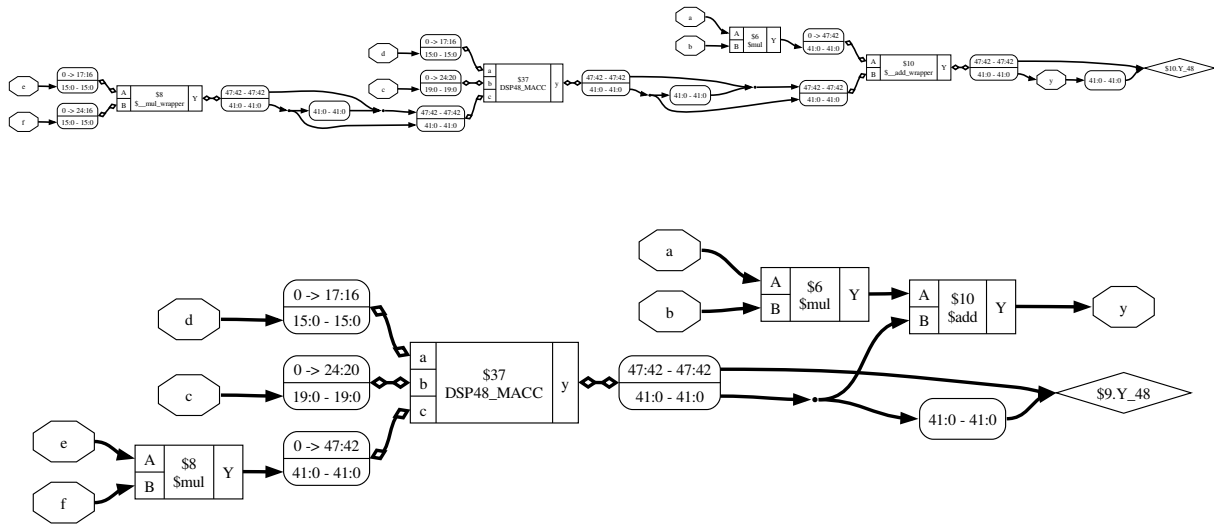 a
b
A
B
$6
$mul
Y
0 -> 47:42
41:0 - 41:0
d
0 -> 17:16
15:0 - 15:0
c
0 -> 24:20
19:0 - 19:0
a
b
c
$37
DSP48_MACC
y
47:42 - 47:42
41:0 - 41:0
41:0 - 41:0
47:42 - 47:42
41:0 - 41:0
A
B
$10
$__add_wrapper
Y
47:42 - 47:42
41:0 - 41:0
y
41:0 - 41:0
$10.Y_48
e
0 -> 17:16
15:0 - 15:0
f
0 -> 24:16
15:0 - 15:0
A
B
$8
$__mul_wrapper
Y
47:42 - 47:42
41:0 - 41:0
41:0 - 41:0
47:42 - 47:42
41:0 - 41:0
a
b
A
B
$6
$mul
Y
A
B
$10
$add
Y
y
d
0 -> 17:16
15:0 - 15:0
c
0 -> 24:20
19:0 - 19:0
a
b
c
$37
DSP48_MACC
y
47:42 - 47:42
41:0 - 41:0
41:0 - 41:0
$9.Y_48
e
f
A
B
$8
$mul
Y
0 -> 47:42
41:0 - 41:0